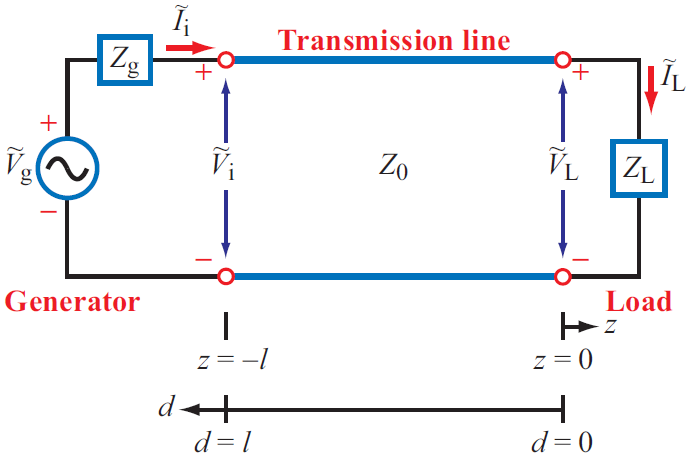 Ĩi
Transmission line
Zg
+
+
+
ĨL
+
Ṽg
Ṽi
Z0
ṼL
ZL
−
−
−
Generator
Load
z
z = −l
z = 0
d
d = l
d = 0